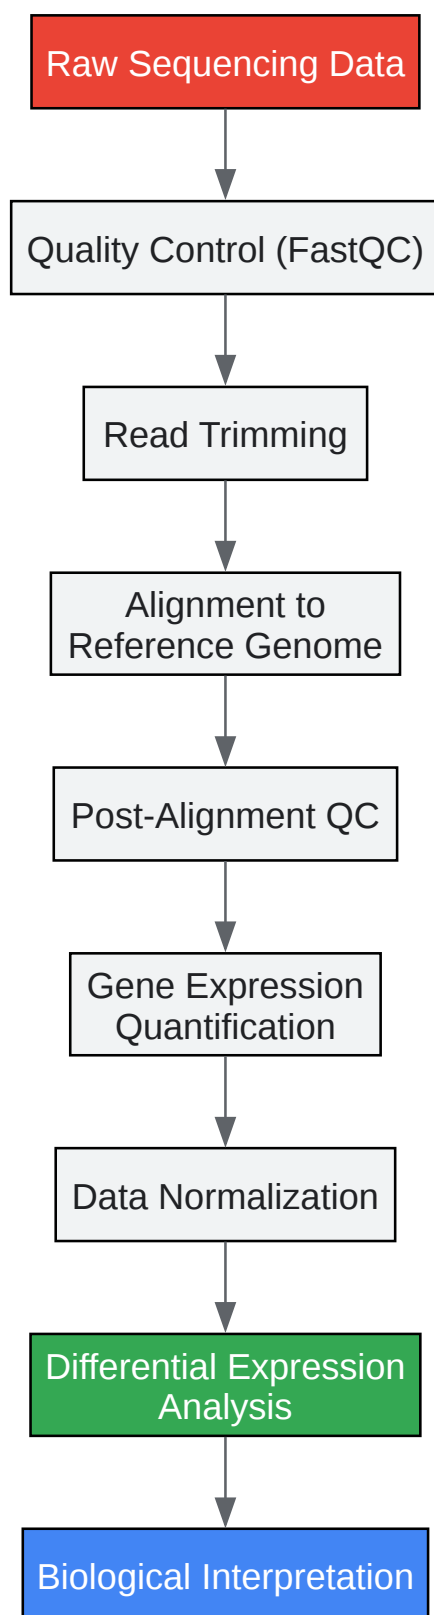 Raw Sequencing Data
Quality Control (FastQC)
Read Trimming
Alignment to
Reference Genome
Post-Alignment QC
Gene Expression
Quantification
Data Normalization
Differential Expression
Analysis
Biological Interpretation